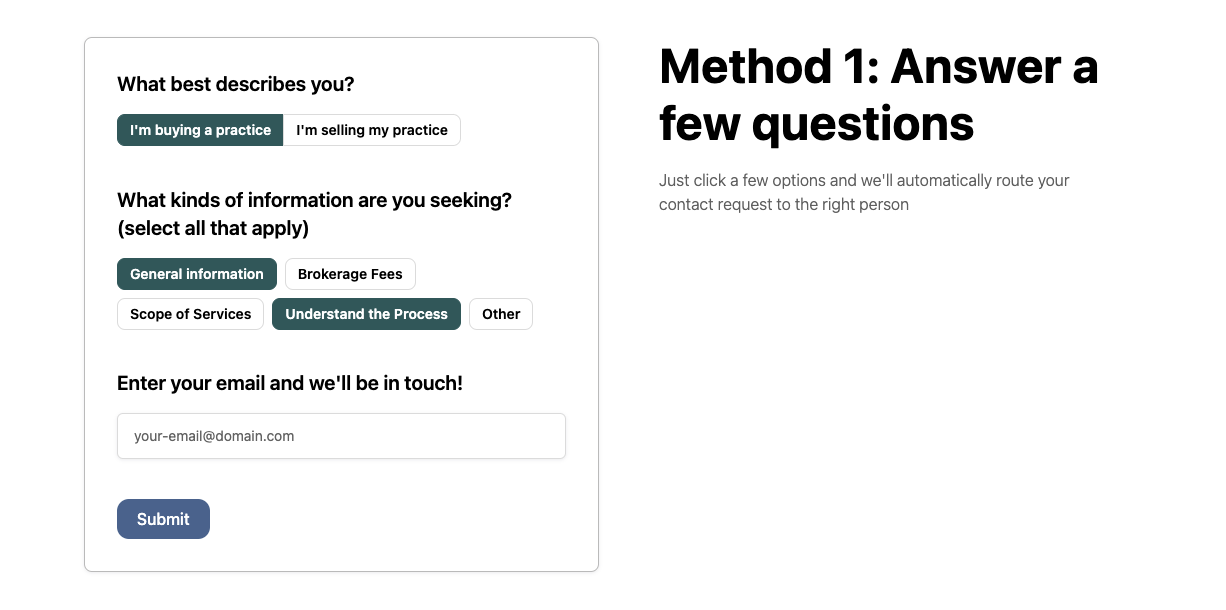 What best describes you?
I'm buying a practice
I'm selling my practice
What kinds of information are you seeking?
(select all that apply)
General information
Brokerage Fees
Scope of Services
Understand the Process
Other
Enter your email and we'll be in touch!
your-email@domain.com
Submit
Method 1: Answer a
few questions
Just click a few options and we'll automatically route your
contact request to the right person